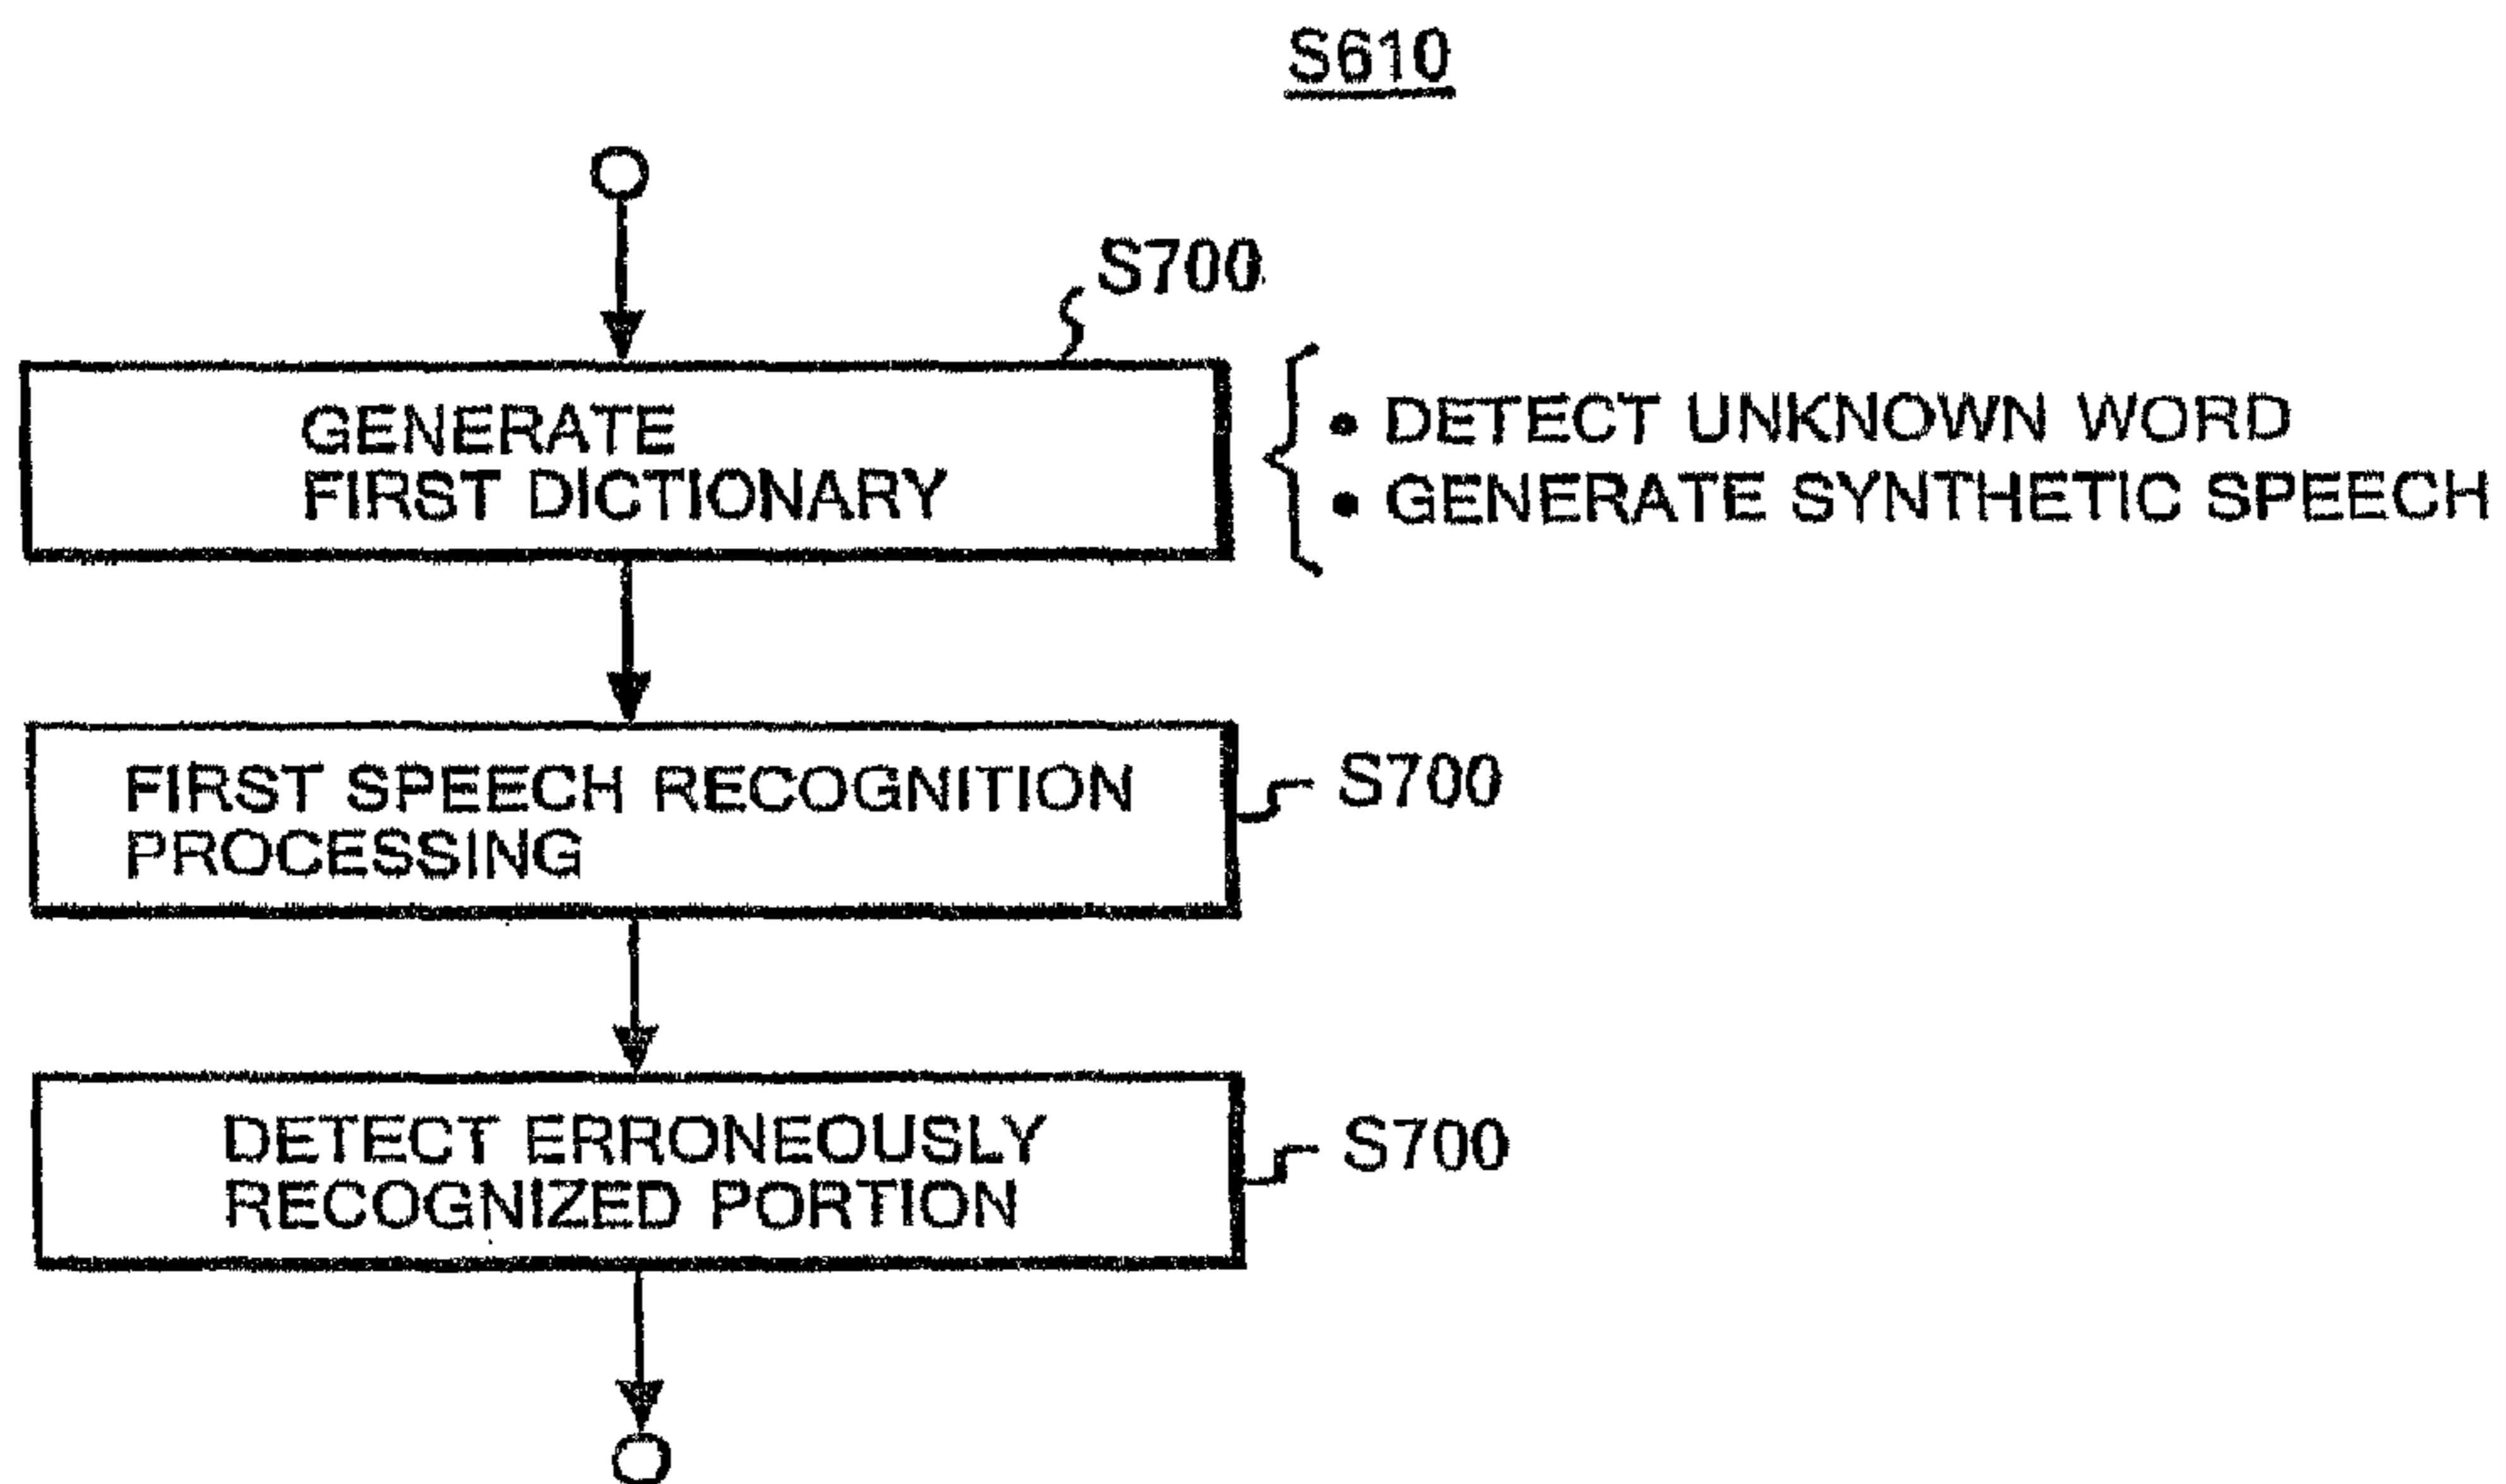 S610
S700
GENERATE
FIRST DICTIONARY
• DETECT UNKNOWN WORD
• GENERATE SYNTHETIC SPEECH
FIRST SPEECH RECOGNITION
PROCESSING
S700
DETECT ERRONEOUSLY
RECOGNIZED PORTION
S700